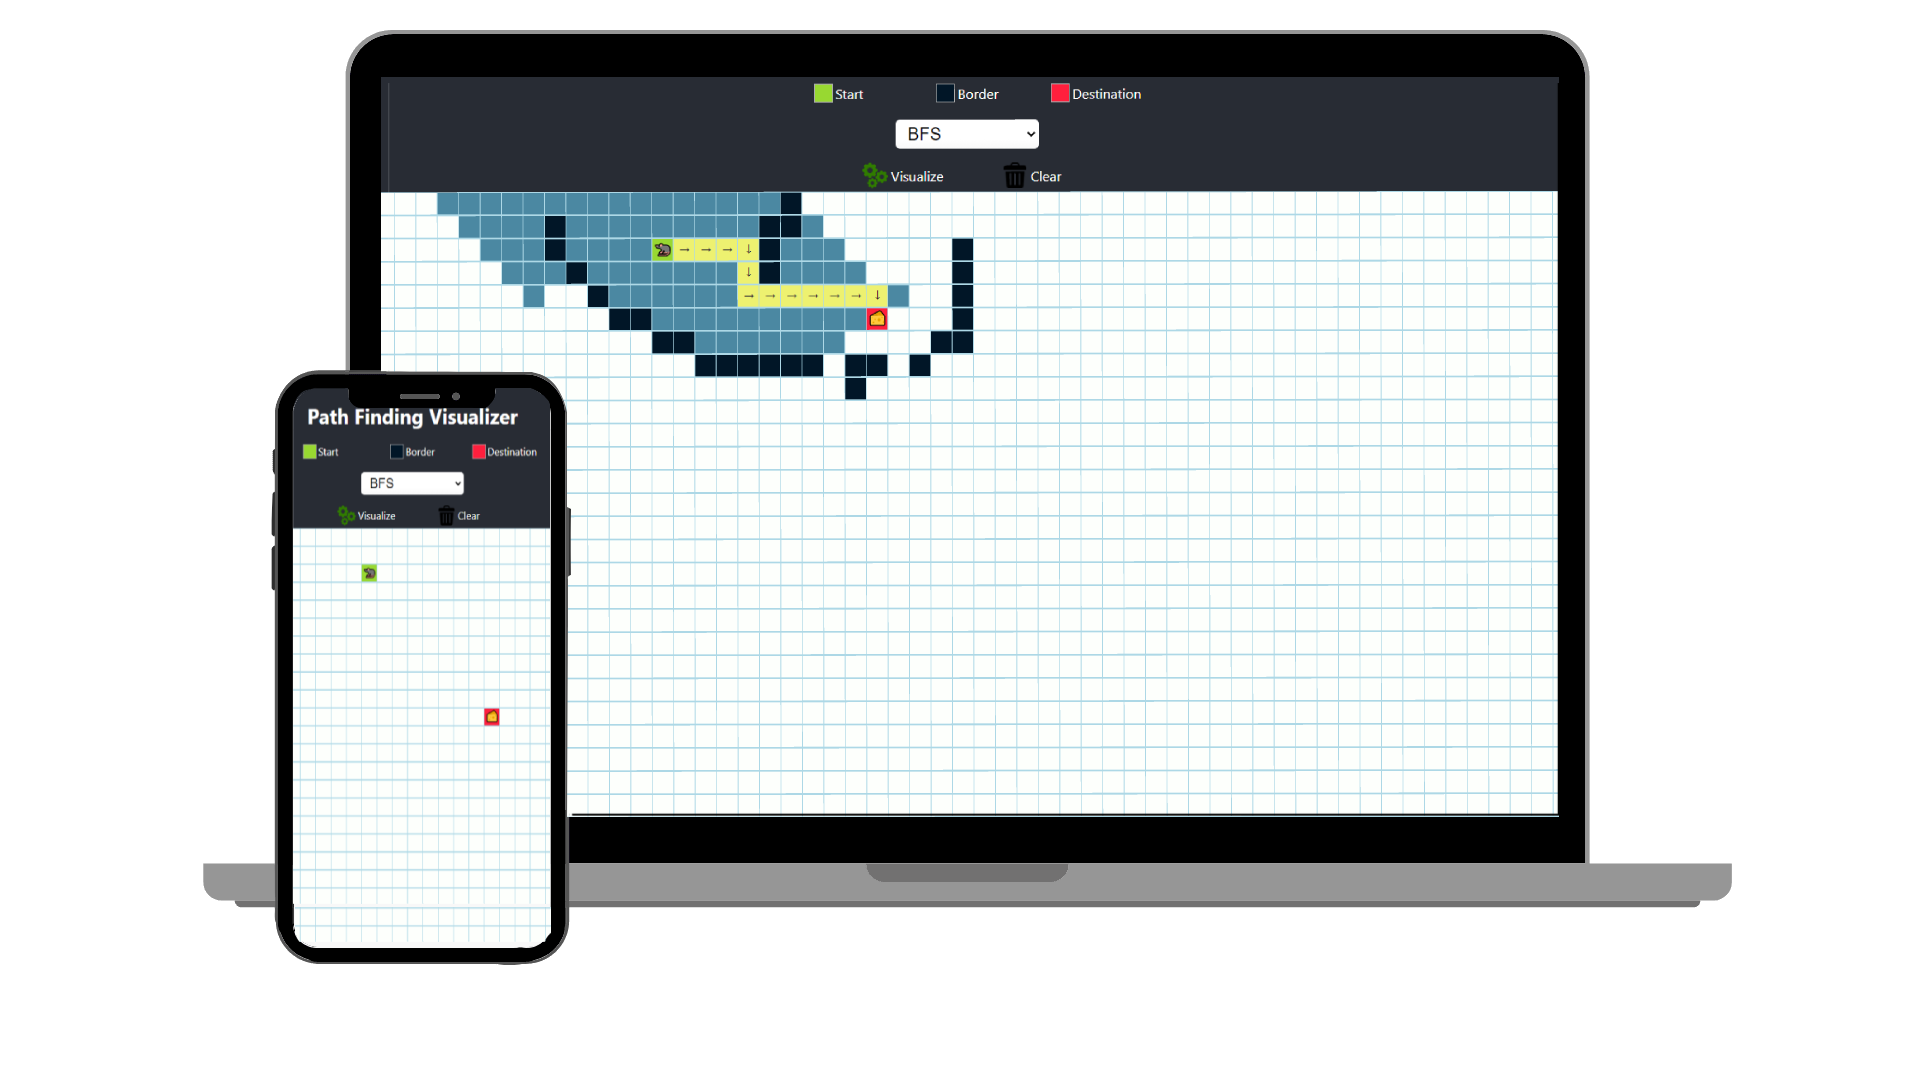 Start Border Destination
BFS
Visualize Clear
→ → → ↓
↓
→ → → → → → ↓
Path Finding Visualizer
Start Border Destination
BFS
Visualize Clear